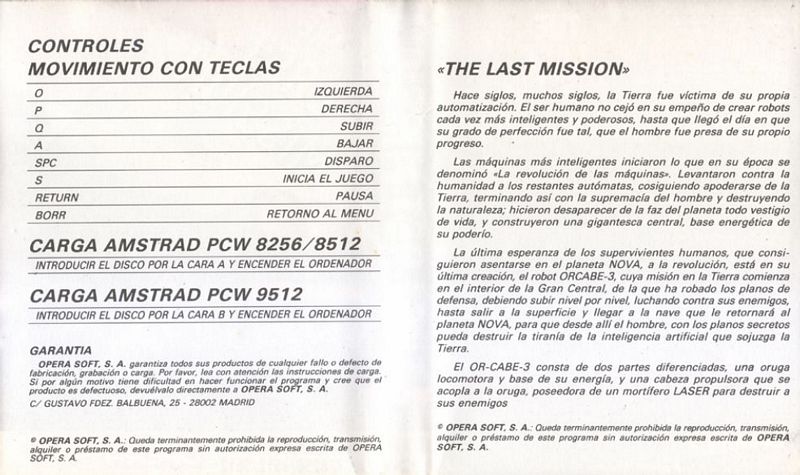 CONTROLES
MOVIMIENTO CON TECLAS
O IZQUIERDA
P DERECHA
Q SUBIR
A BAJAR
SPC DISPARO
S INICIA EL JUEGO
RETURN PAUSA
BORR RETORNO AL MENU
CARGA AMSTRAD PCW 8256/8512
INTRODUCIR EL DISCO POR LA CARA A Y ENCENDER EL ORDENADOR
CARGA AMSTRAD PCW 9512
INTRODUCIR EL DISCO POR LA CARA B Y ENCENDER EL ORDENADOR
GARANTIA
OPERA SOFT, S. A. garantiza todos sus productos de cualquier fallo o defecto de
fabricación, grabación o carga. Por favor, lea con atención las instrucciones de carga.
Si por algún motivo tiene dificultad en hacer funcionar el programa y cree que el
producto es defectuoso, devuélvalo directamente a OPERA SOFT, S. A.
C/ GUSTAVO FDEZ. BALBUENA, 25 - 28002 MADRID
© OPERA SOFT, S. A.: Queda terminantemente prohibida la reproducción, transmisión,
alquiler o préstamo de este programa sin autorización expresa escrita de OPERA
SOFT, S. A.
«THE LAST MISSION»
Hace siglos, muchos siglos, la Tierra fue víctima de su propia
automatización. El ser humano no cejó en su empeño de crear robots
cada vez más inteligentes y poderosos, hasta que llegó el día en que
su grado de perfección fue tal, que el hombre fue presa de su propio
progreso.
Las máquinas más inteligentes iniciaron lo que en su época se
denominó «La revolución de las máquinas». Levantaron contra la
humanidad a los restantes autómatas, cosiguiendo apoderarse de la
Tierra, terminando así con la supremacía del hombre y destruyendo
la naturaleza; hicieron desaparecer de la faz del planeta todo vestigio
de vida, y construyeron una gigantesca central, base energética de
su poderío.
La última esperanza de los supervivientes humanos, que consi-
guieron asentarse en el planeta NOVA, a la revolución, está en su
última creación, el robot ORCABE-3, cuya misión en la Tierra comienza
en el interior de la Gran Central, de la que ha robado los planos de
defensa, debiendo subir nivel por nivel, luchando contra sus enemigos,
hasta salir a la superficie y llegar a la nave que le retornará al
planeta NOVA, para que desde allí el hombre, con los planos secretos
pueda destruir la tiranía de la inteligencia artificial que sojuzga la
Tierra.
El OR-CABE-3 consta de dos partes diferenciadas, una oruga
locomotora y base de su energía, y una cabeza propulsora que se
acopla a la oruga, poseedora de un mortífero LASER para destruir a
sus enemigos
© OPERA SOFT, S. A.: Queda terminantemente prohibida la reproducción, transmisión,
alquiler o préstamo de este programa sin autorización expresa escrita de OPERA
SOFT, S. A.